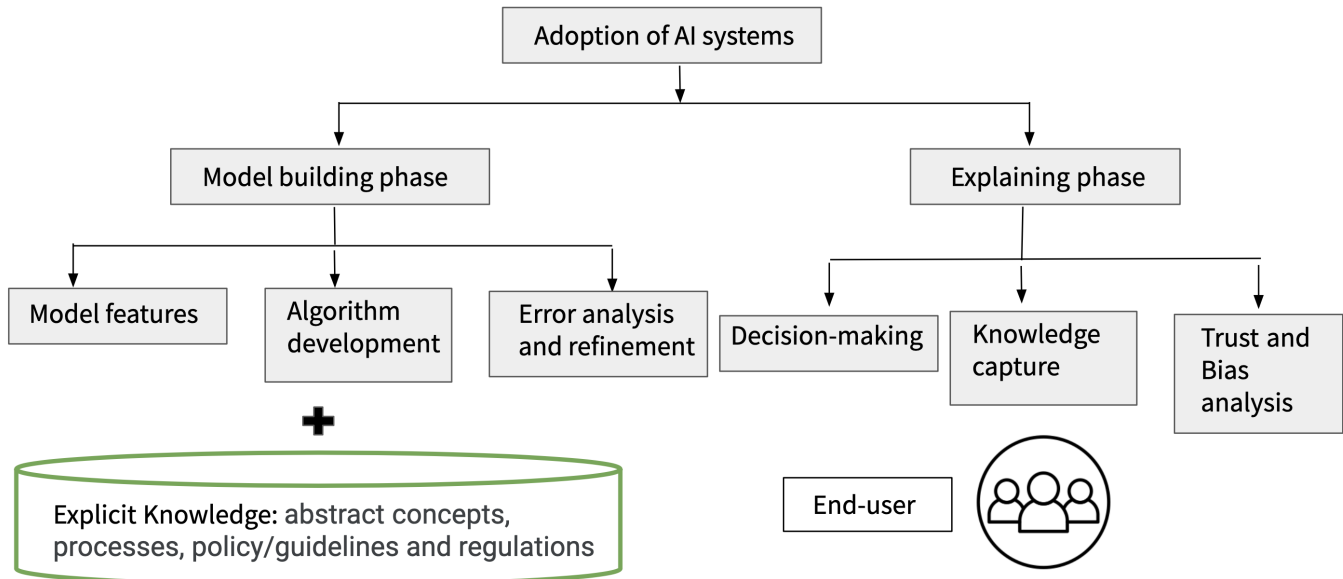 Adoption of AI systems
Model building phase
Explaining phase
Model features
Algorithm
development
Error analysis
and refinement
Decision-making
Knowledge
capture
Trust and
Bias
analysis
Explicit Knowledge: abstract concepts,
processes, policy/guidelines and regulations
End-user